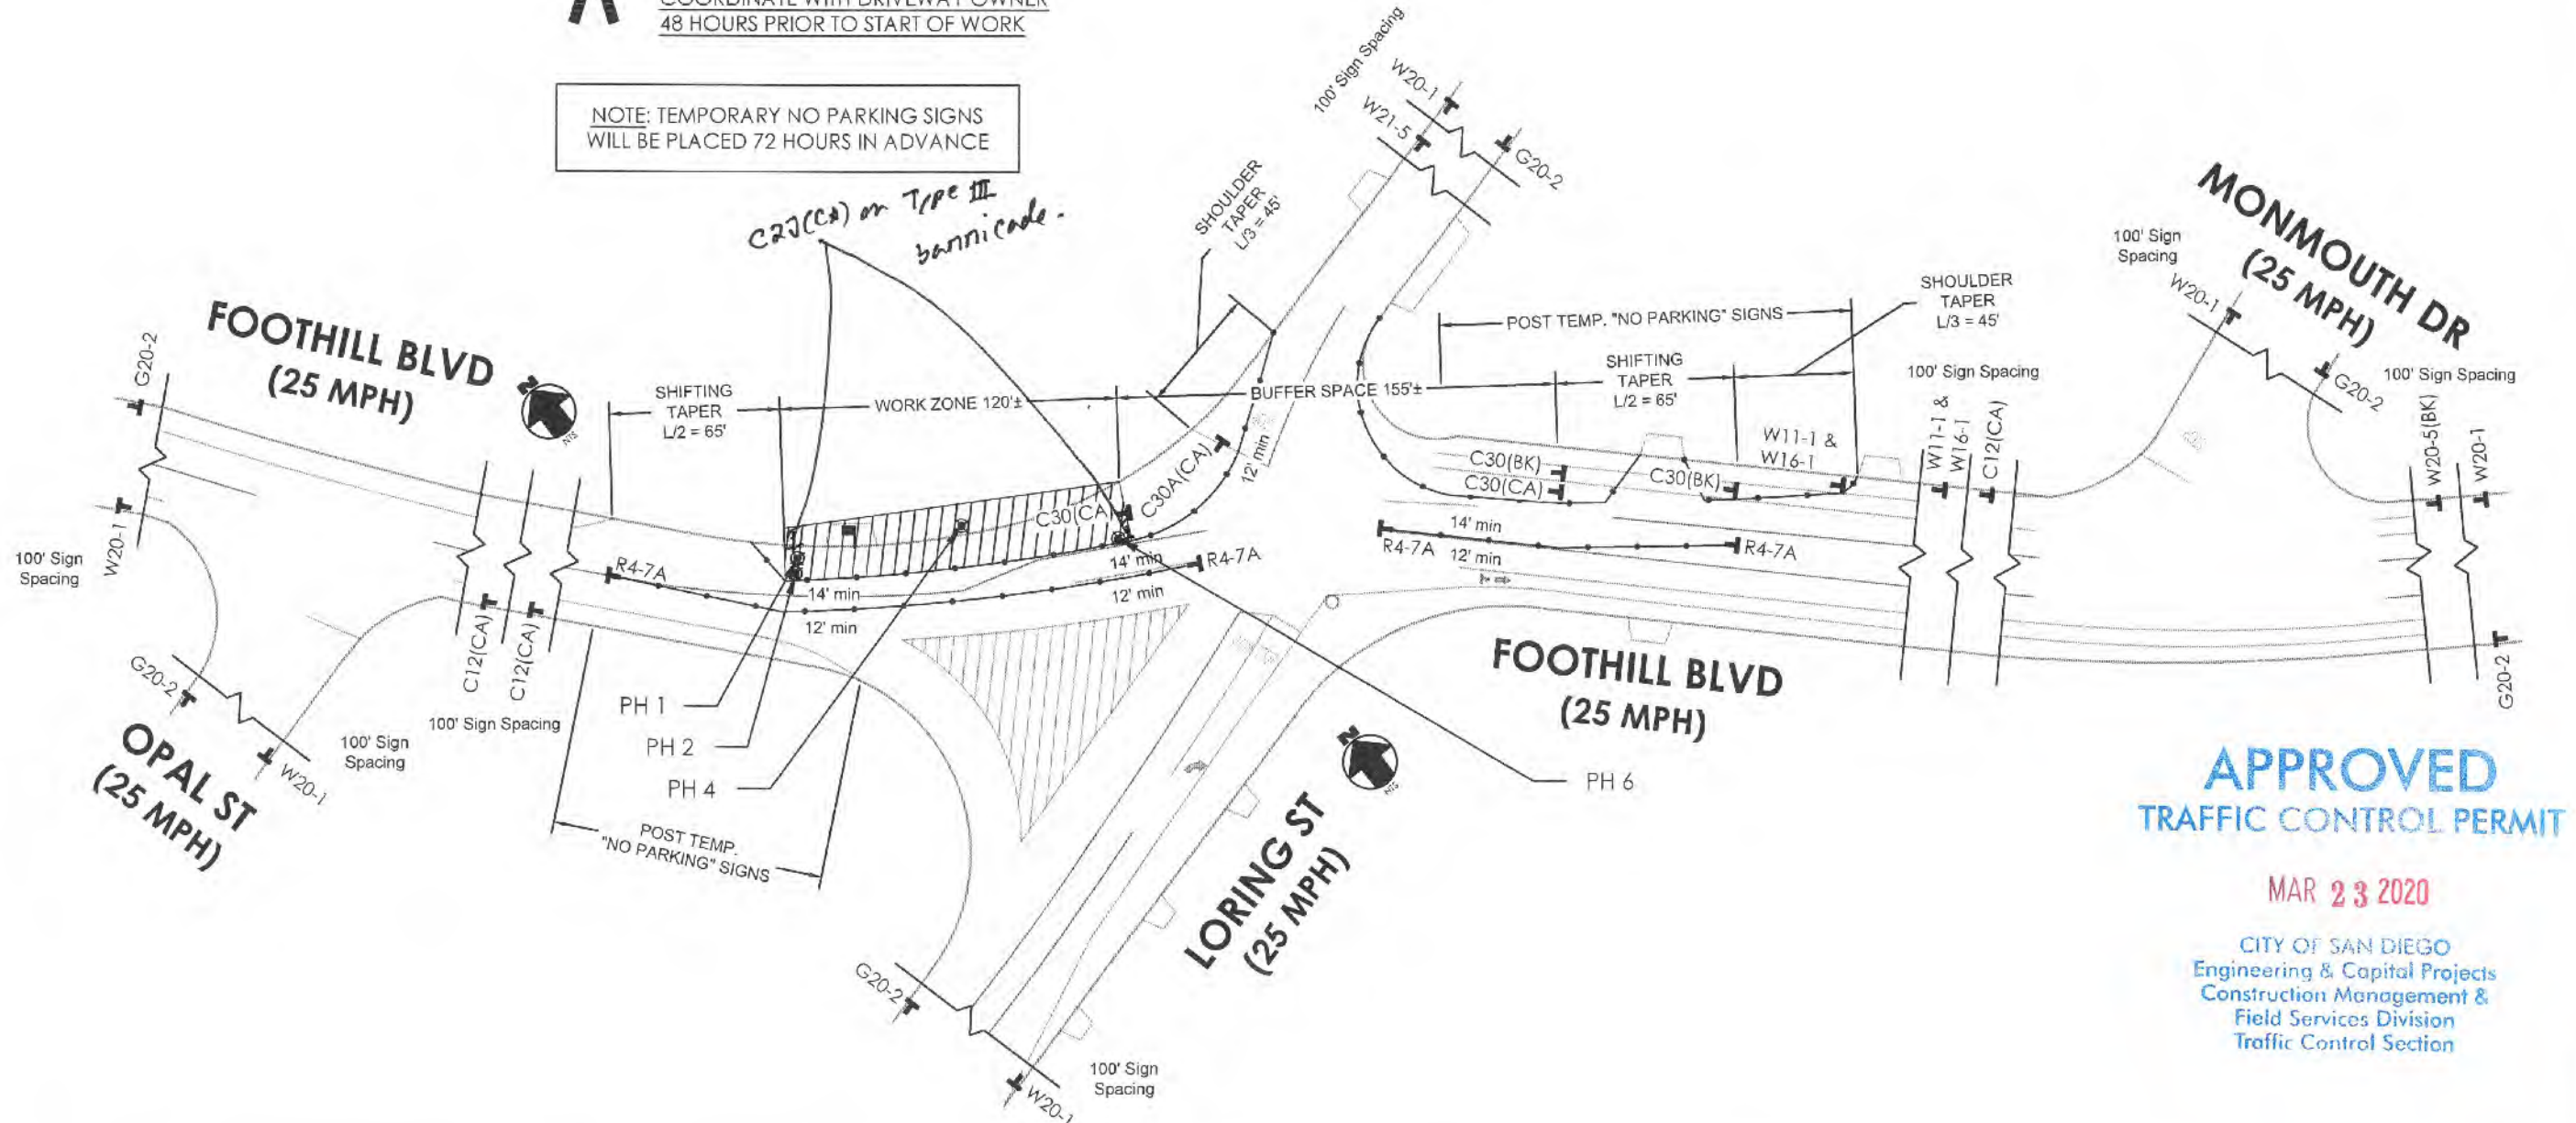 COORDINATE WITH DRIVEWAY OWNER
48 HOURS PRIOR TO START OF WORK
NOTE: TEMPORARY NO PARKING SIGNS
WILL BE PLACED 72 HOURS IN ADVANCE
on Type III
FOOTHILL BLVD
(25 MPH)
N
NTS
G20-2
W20-1
100' Sign
Spacing
G20-2
OPAL ST
(25 MPH)
W20-1
100' Sign
Spacing
C12(CA)
C12(CA)
100' Sign Spacing
SHIFTING
TAPER
L/2 = 65'
WORK ZONE 120'±
BUFFER SPACE 155'±
SHOULDER
TAPER
L/3 = 45'
100' Sign Spacing
W20-1
W21-5
G20-2
R4-7A
14' min
12' min
C30(CA)
C30A(CA)
12' min
14' min
R4-7A
12' min
PH 1
PH 2
PH 4
PH 6
POST TEMP.
"NO PARKING" SIGNS
POST TEMP. "NO PARKING" SIGNS
SHIFTING
TAPER
L/2 = 65'
SHOULDER
TAPER
L/3 = 45'
C30(BK)
C30(CA)
C30(BK)
W11-1 &
W16-1
14' min
R4-7A
12' min
R4-7A
100' Sign Spacing
W11-1 &
W16-1
C12(CA)
MONMOUTH DR
(25 MPH)
100' Sign
Spacing
W20-1
G20-2
100' Sign Spacing
W20-5(BK)
W20-1
G20-2
FOOTHILL BLVD
(25 MPH)
LORING ST
(25 MPH)
N
NTS
G20-2
W20-1
100' Sign
Spacing
APPROVED
TRAFFIC CONTROL PERMIT
MAR 23 2020
CITY OF SAN DIEGO
Engineering & Capital Projects
Construction Management &
Field Services Division
Traffic Control Section